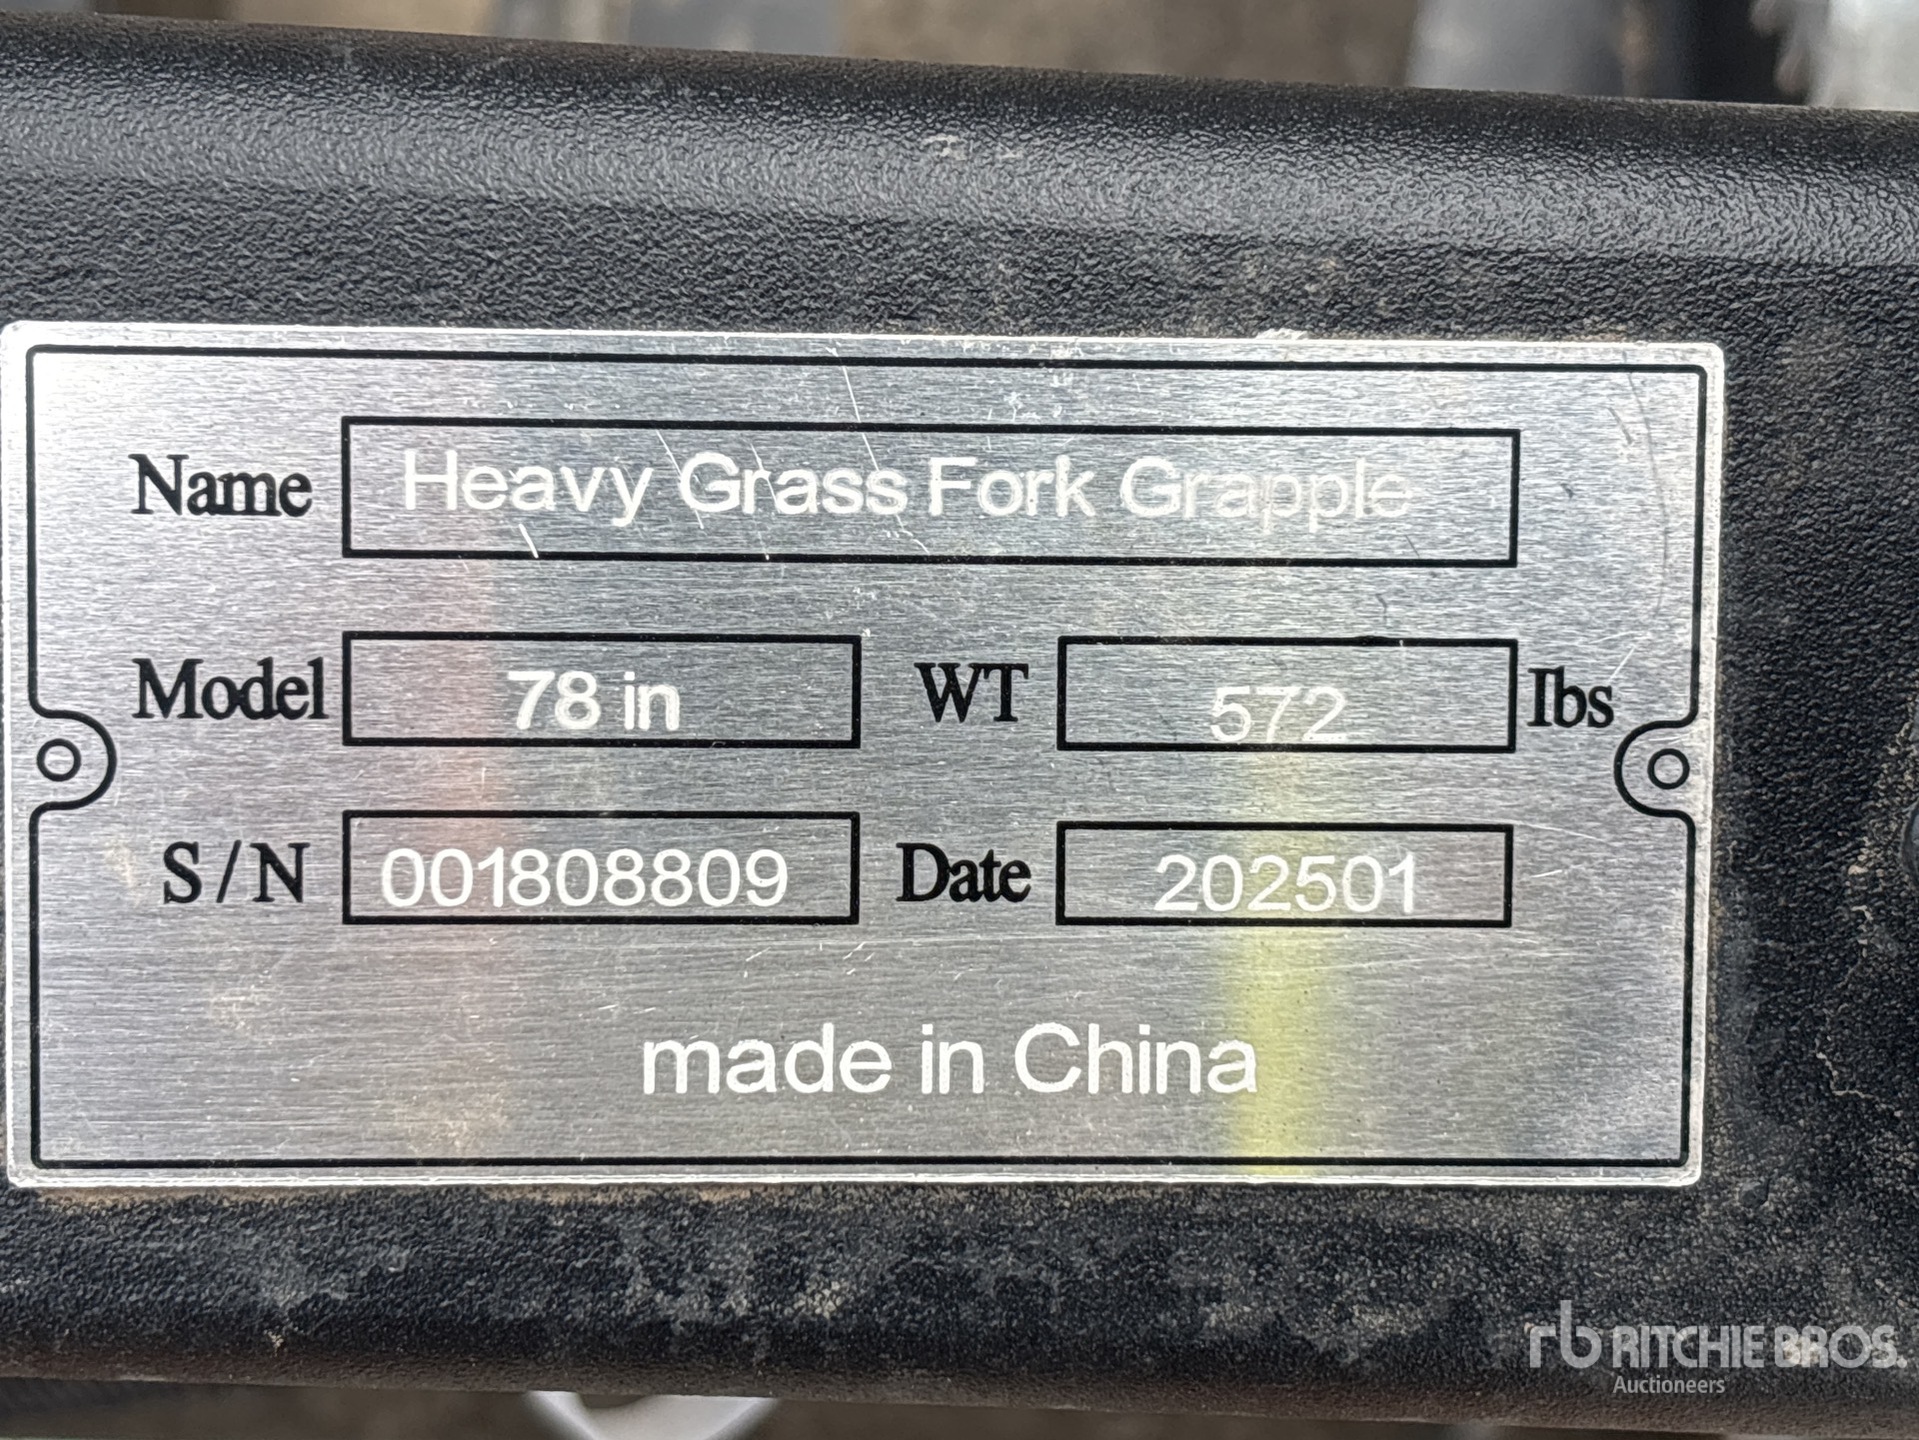 Name Heavy Grass Fork Grapple
Model 78 in WT 572 Ibs
S/N 001808809 Date 202501
made in China
rb RITCHIE BROS.
Auctioneers